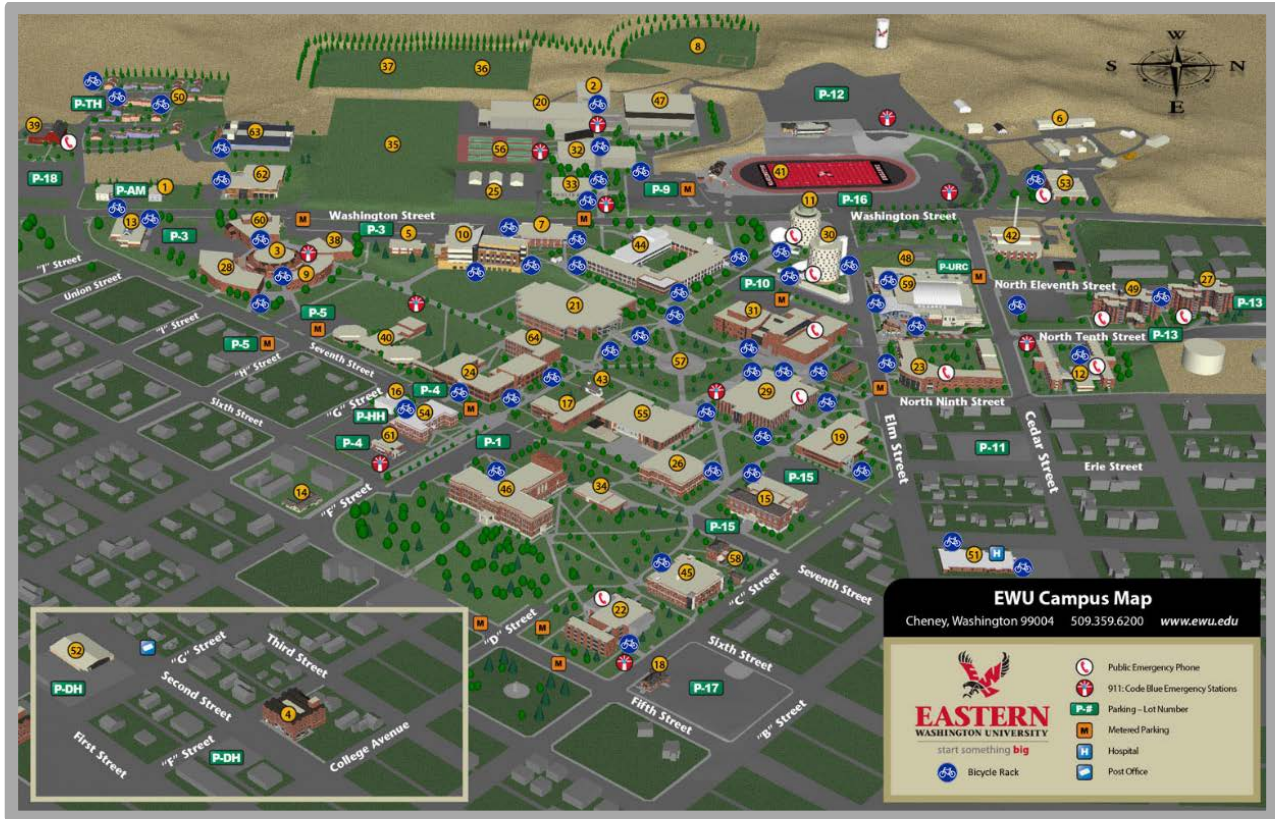 37
36
8
W
S
N
E
2
20
47
P-12
50
P-TH
39
63
35
56
32
6
P-18
62
25
33
P-9
M
41
53
P-AM
1
P-16
11
Washington Street
Washington Street
13
P-3
60
M
P-3
5
10
7
M
38
3
28
9
44
30
42
48
P-URC
M
59
P-10
M
North Eleventh Street
49
27
P-13
"J" Street
Union Street
"I" Street
P-5
M
P-5
M
"H" Street
Seventh Street
40
21
31
64
57
North Tenth Street
P-13
23
12
24
43
29
M
North Ninth Street
16
P-4
"G" Street
Sixth Street
P-HH
54
M
17
55
Elm Street
Cedar Street
P-4
61
P-1
19
P-11
Erie Street
26
46
34
P-15
15
14
"F" Street
P-15
58
45
"C" Street
Seventh Street
51
H
22
M
"D" Street
M
M
18
Sixth Street
P-17
Fifth Street
"B" Street
52
P-DH
"G" Street
Third Street
Second Street
4
First Street
"F" Street
P-DH
College Avenue
EWU Campus Map
Cheney, Washington 99004 509.359.6200 www.ewu.edu
EASTERN
WASHINGTON UNIVERSITY
start something big
Bicycle Rack
Public Emergency Phone
911: Code Blue Emergency Stations
P-# Parking – Lot Number
M Metered Parking
H Hospital
Post Office